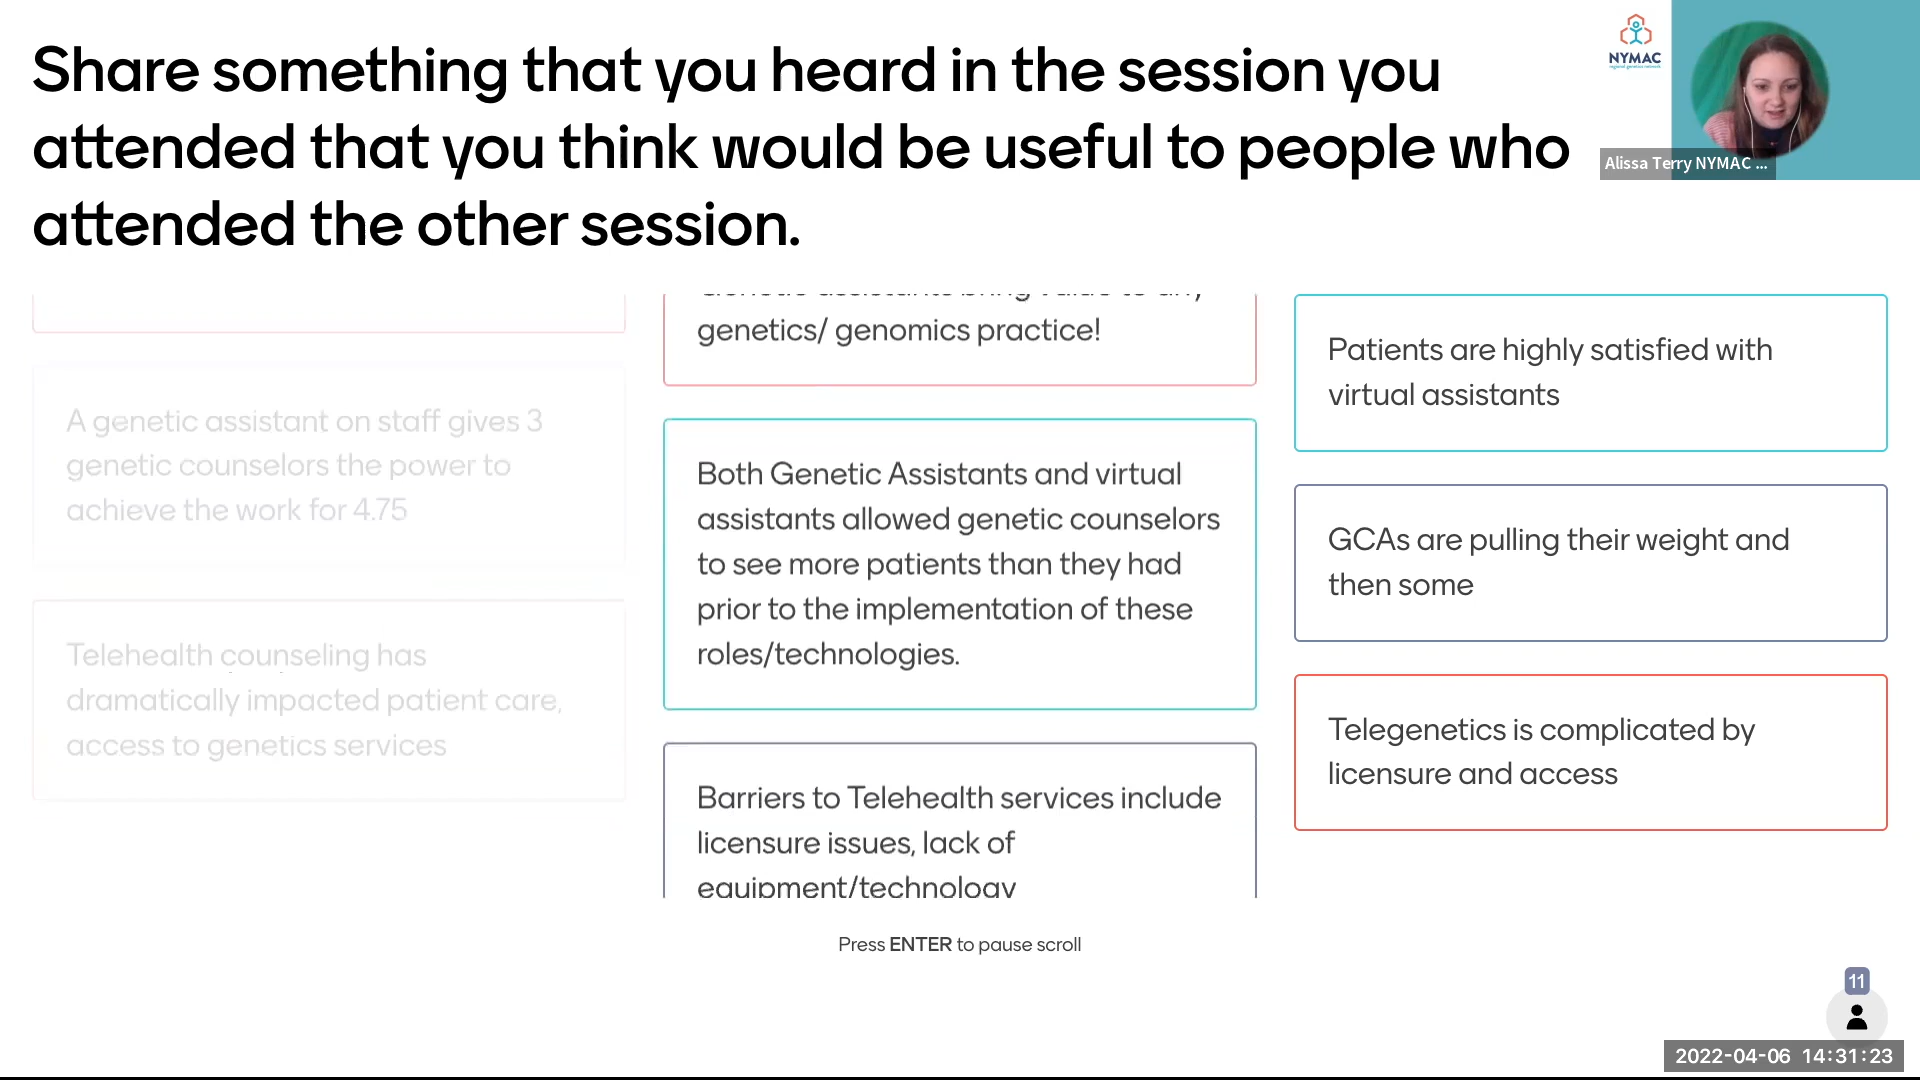 Share something that you heard in the session you
attended that you think would be useful to people who
attended the other session.
NYMAC
Alissa Terry NYMAC ...
A genetic assistant on staff gives 3
genetic counselors the power to
achieve the work for 4.75
Telehealth counseling has
dramatically impacted patient care,
access to genetics services
genetics/ genomics practice!
Both Genetic Assistants and virtual
assistants allowed genetic counselors
to see more patients than they had
prior to the implementation of these
roles/technologies.
Barriers to Telehealth services include
licensure issues, lack of
equipment/technology
Patients are highly satisfied with
virtual assistants
GCAs are pulling their weight and
then some
Telegenetics is complicated by
licensure and access
Press ENTER to pause scroll
11
2022-04-06 14:31:23